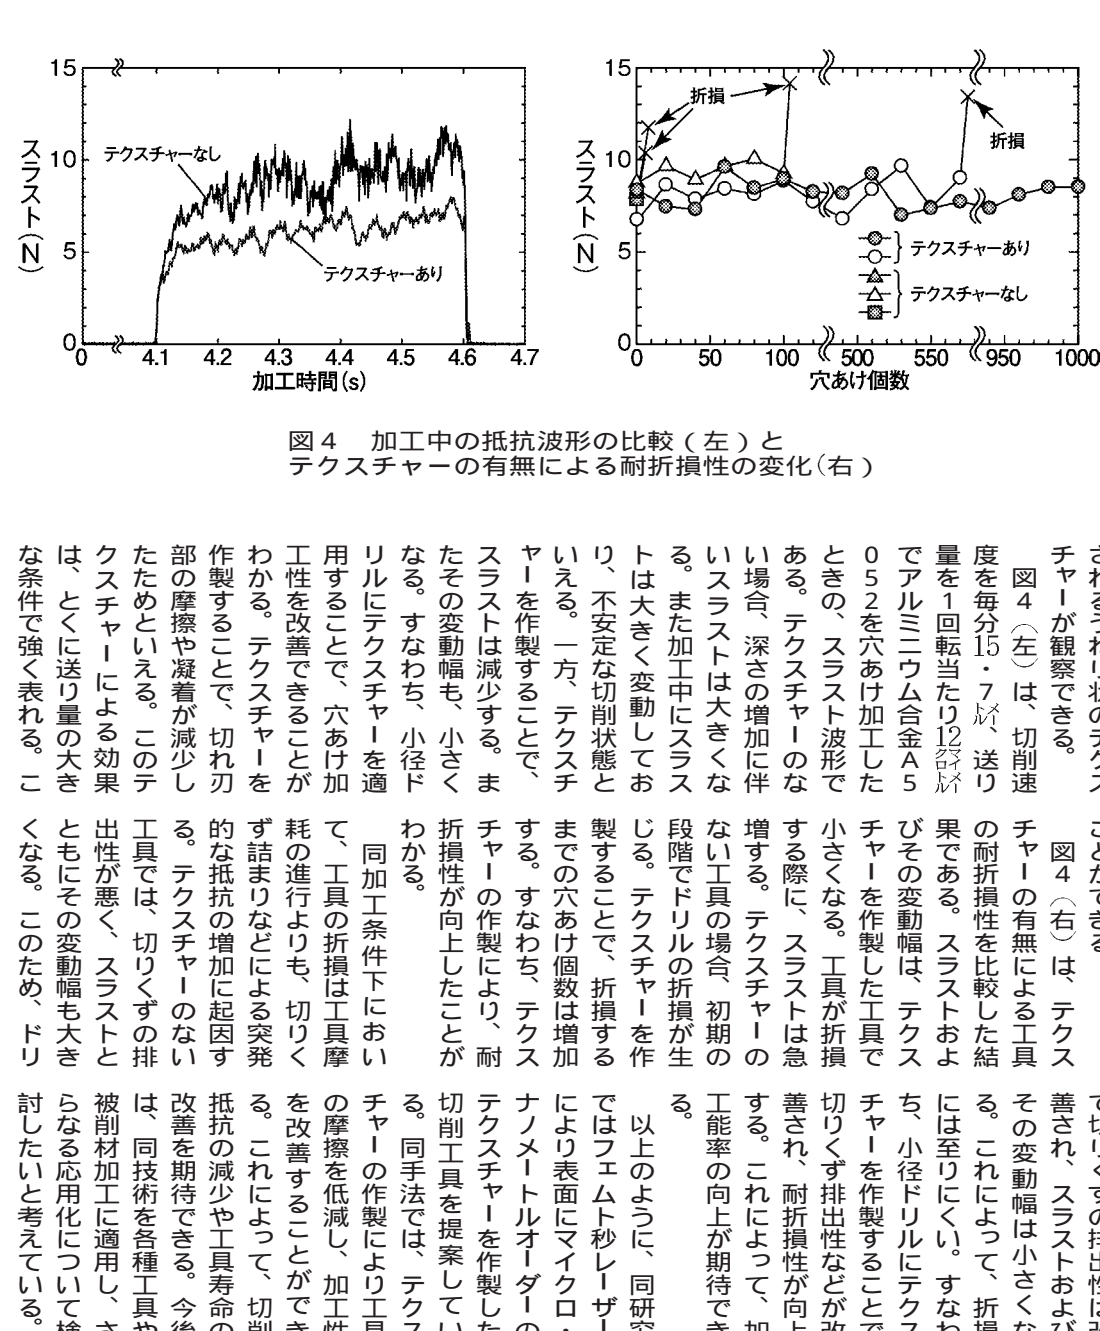 15
10
5
0
スラスト(N)
テクスチャーなし
テクスチャーあり
0 4.1 4.2 4.3 4.4 4.5 4.6 4.7
加工時間(s)
15
10
5
0
スラスト(N)
折損
折損
テクスチャーあり
テクスチャーなし
0 50 100 500 550 950 1000
穴あけ個数
図４　加工中の抵抗波形の比較（左）と
テクスチャーの有無による耐折損性の変化（右）
されるうねり状のテクス
チャーが観察できる。
図４（左）は、切削速
度を毎分15・７メートル、送り
量を１回転当たり12マイクロメートル
でアルミニウム合金Ａ５
０５２を穴あけ加工した
ときの、スラスト波形で
ある。テクスチャーのな
い場合、深さの増加に伴
いスラストは大きくな
る。また加工中にスラス
トは大きく変動してお
り、不安定な切削状態と
いえる。一方、テクスチ
ャーを作製することで、
スラストは減少する。ま
たその変動幅も、小さく
なる。すなわち、小径ド
リルにテクスチャーを適
用することで、穴あけ加
工性を改善できることが
わかる。テクスチャーを
作製することで、切れ刃
部の摩擦や凝着が減少し
たためといえる。このテ
クスチャーによる効果
は、とくに送り量の大き
な条件で強く表れる。こ
ことができる
図４（右）は、テクス
チャーの有無による工具
の耐折損性を比較した結
果である。スラストおよ
びその変動幅は、テクス
チャーを作製した工具で
小さくなる。工具が折損
する際に、スラストは急
増する。テクスチャーの
ない工具の場合、初期の
段階でドリルの折損が生
じる。テクスチャーを作
製することで、折損する
までの穴あけ個数は増加
する。すなわち、テクス
チャーの作製により、耐
折損性が向上したことが
わかる。
同加工条件下におい
て、工具の折損は工具摩
耗の進行よりも、切りく
ず詰まりなどによる突発
的な抵抗の増加に起因す
る。テクスチャーのない
工具では、切りくずの排
出性が悪く、スラストと
ともにその変動幅も大き
くなる。このため、ドリ
で切りくずの排出性は改
善され、スラストおよび
その変動幅は小さくな
る。これによって、折損
には至りにくい。すなわ
ち、小径ドリルにテクス
チャーを作製することで
切りくず排出性などが改
善され、耐折損性が向上
する。これによって、加
工能率の向上が期待でき
る。
以上のように、同研究
ではフェムト秒レーザー
により表面にマイクロ・
ナノメートルオーダーの
テクスチャーを作製した
切削工具を提案してい
る。同手法では、テクス
チャーの作製により工具
の摩擦を低減し、加工性
を改善することができ
る。これによって、切削
抵抗の減少や工具寿命の
改善を期待できる。今後
は、同技術を各種工具や
被削材加工に適用し、さ
らなる応用化について検
討したいと考えている。